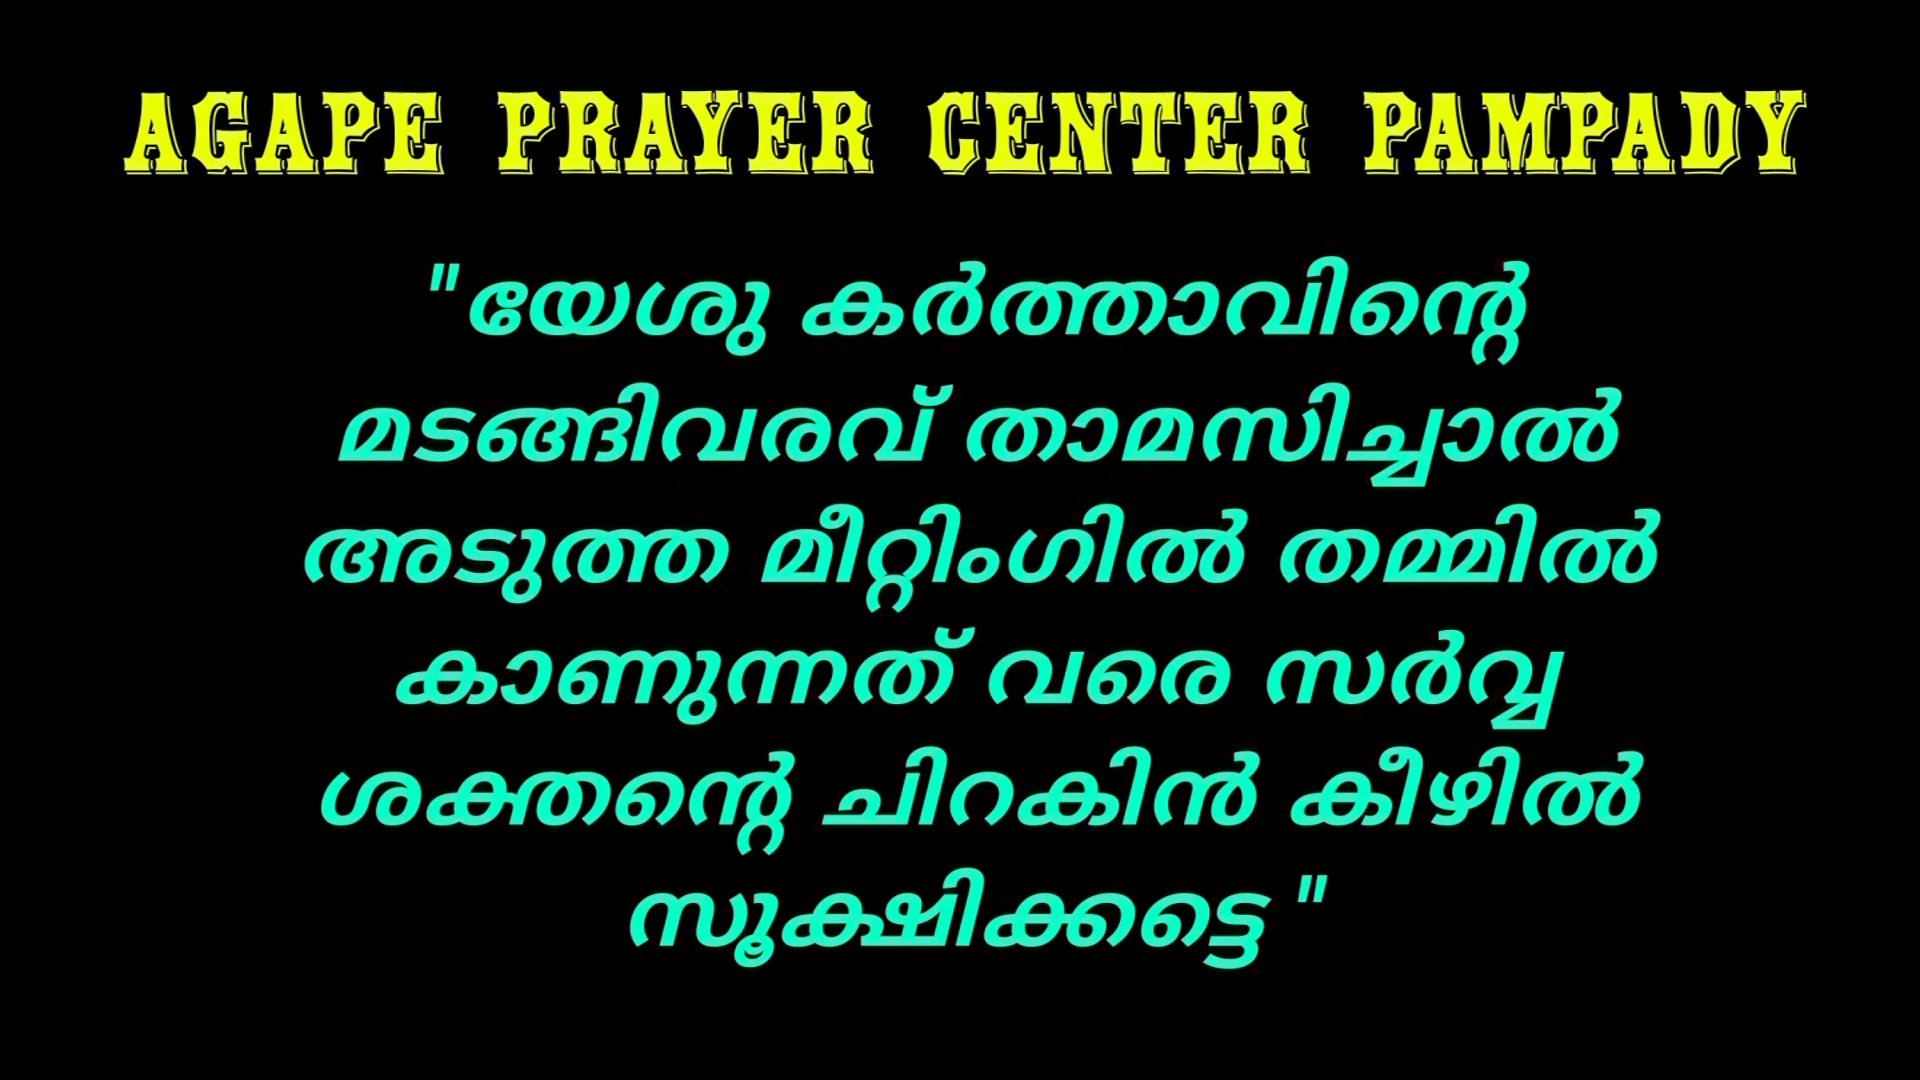 AGAPE PRAYER CENTER PAMPADY
"യേശു കർത്താവിന്റെ
മടങ്ങിവരവ് താമസിച്ചാൽ
അടുത്ത മീറ്റിംഗിൽ തമ്മിൽ
കാണുന്നത് വരെ സർവ്വ
ശക്തന്റെ ചിറകിൻ കീഴിൽ
സൂക്ഷിക്കട്ടെ "